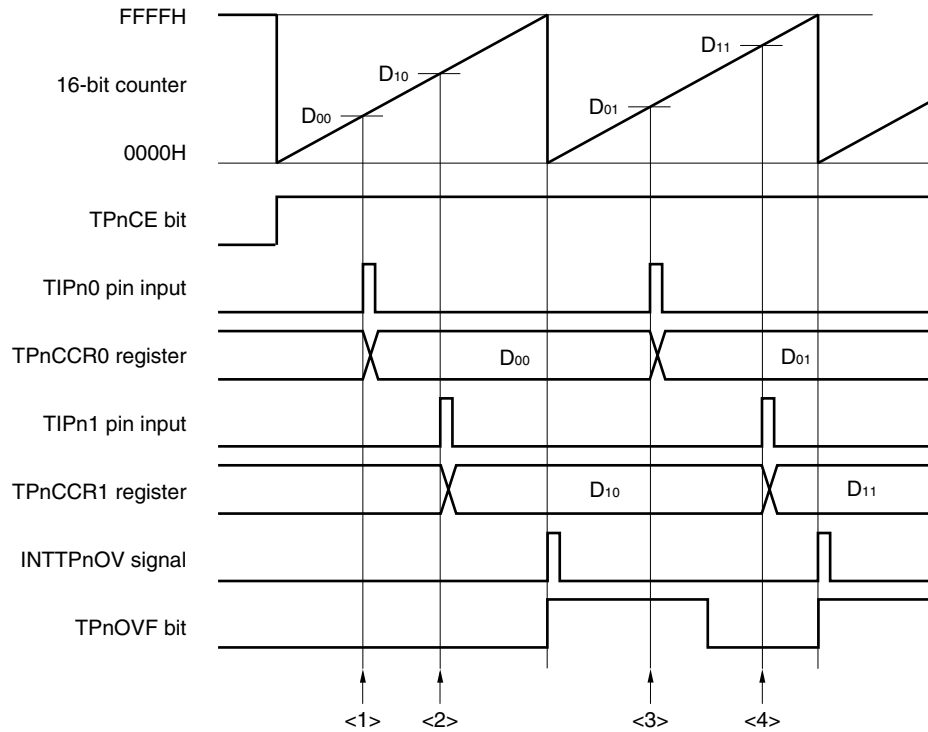 FFFFH
D11
D10
16-bit counter
D01
D00
0000H
TPnCE bit
TIPn0 pin input
TPnCCR0 register
D00
D01
TIPn1 pin input
TPnCCR1 register
D10
D11
INTTPnOV signal
TPnOVF bit
<1>
<2>
<3>
<4>